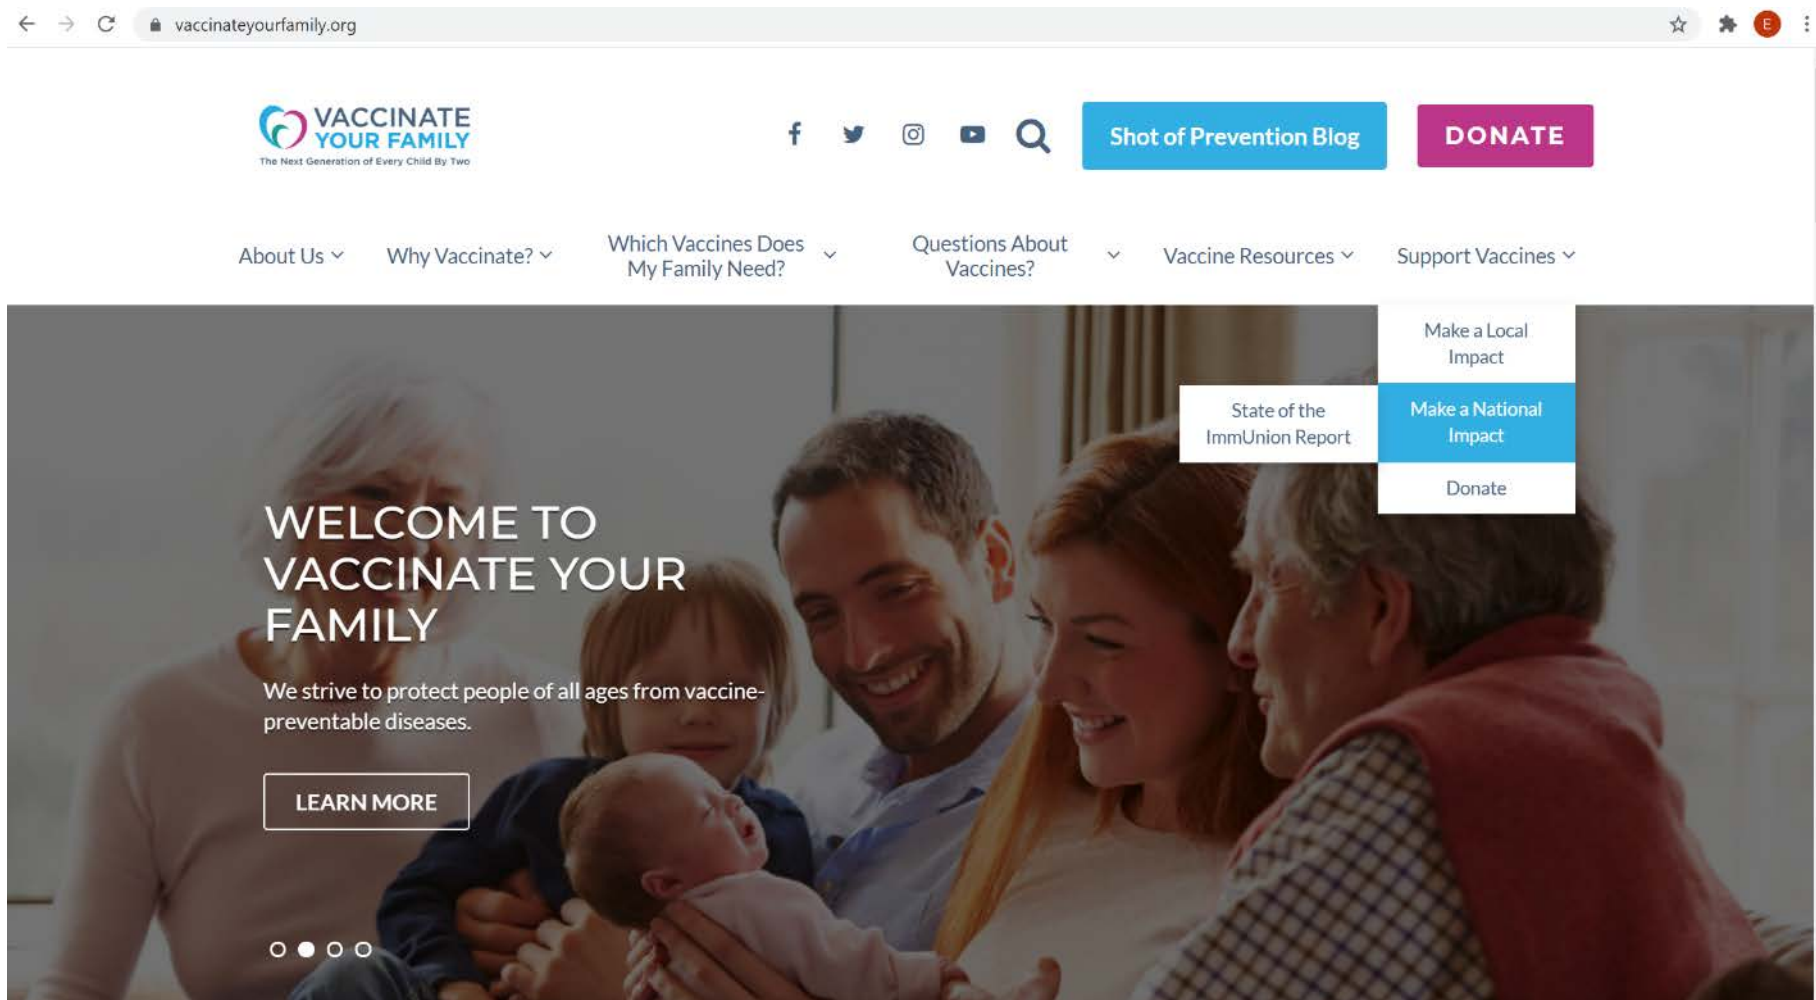 vaccinateyourfamily.org
E
VACCINATE
YOUR FAMILY
The Next Generation of Every Child By Two
Shot of Prevention Blog
DONATE
About Us
Why Vaccinate?
Which Vaccines Does
My Family Need?
Questions About
Vaccines?
Vaccine Resources
Support Vaccines
Make a Local
Impact
State of the
ImmUnion Report
Make a National
Impact
Donate
WELCOME TO
VACCINATE YOUR
FAMILY
We strive to protect people of all ages from vaccine-
preventable diseases.
LEARN MORE